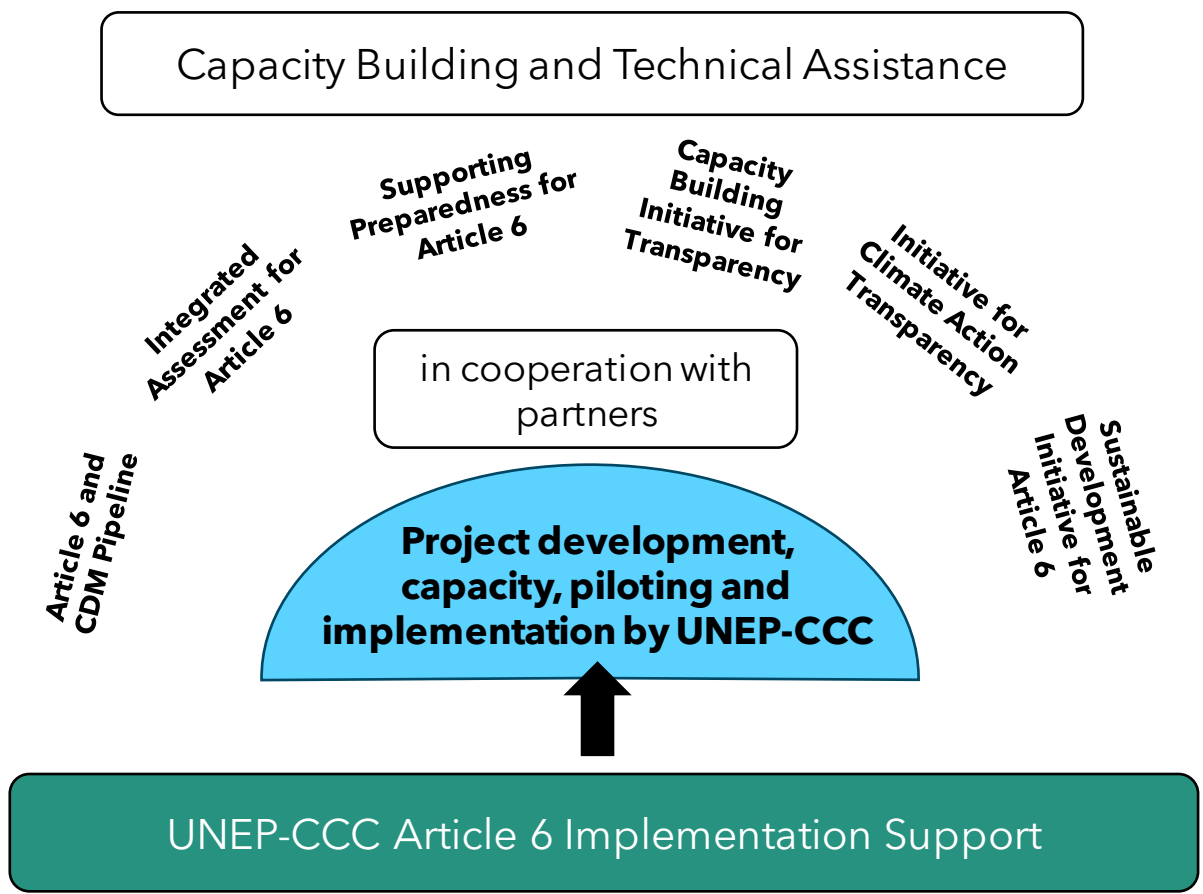 Capacity Building and Technical Assistance
Article 6 and
CDM Pipeline
Integrated
Assessment for
Article 6
Supporting
Preparedness for
Article 6
Capacity
Building
Initiative for
Transparency
Initiative for
Climate Action
Transparency
Sustainable
Development
Initiative for
Article 6
in cooperation with
partners
Project development,
capacity, piloting and
implementation by UNEP-CCC
UNEP-CCC Article 6 Implementation Support